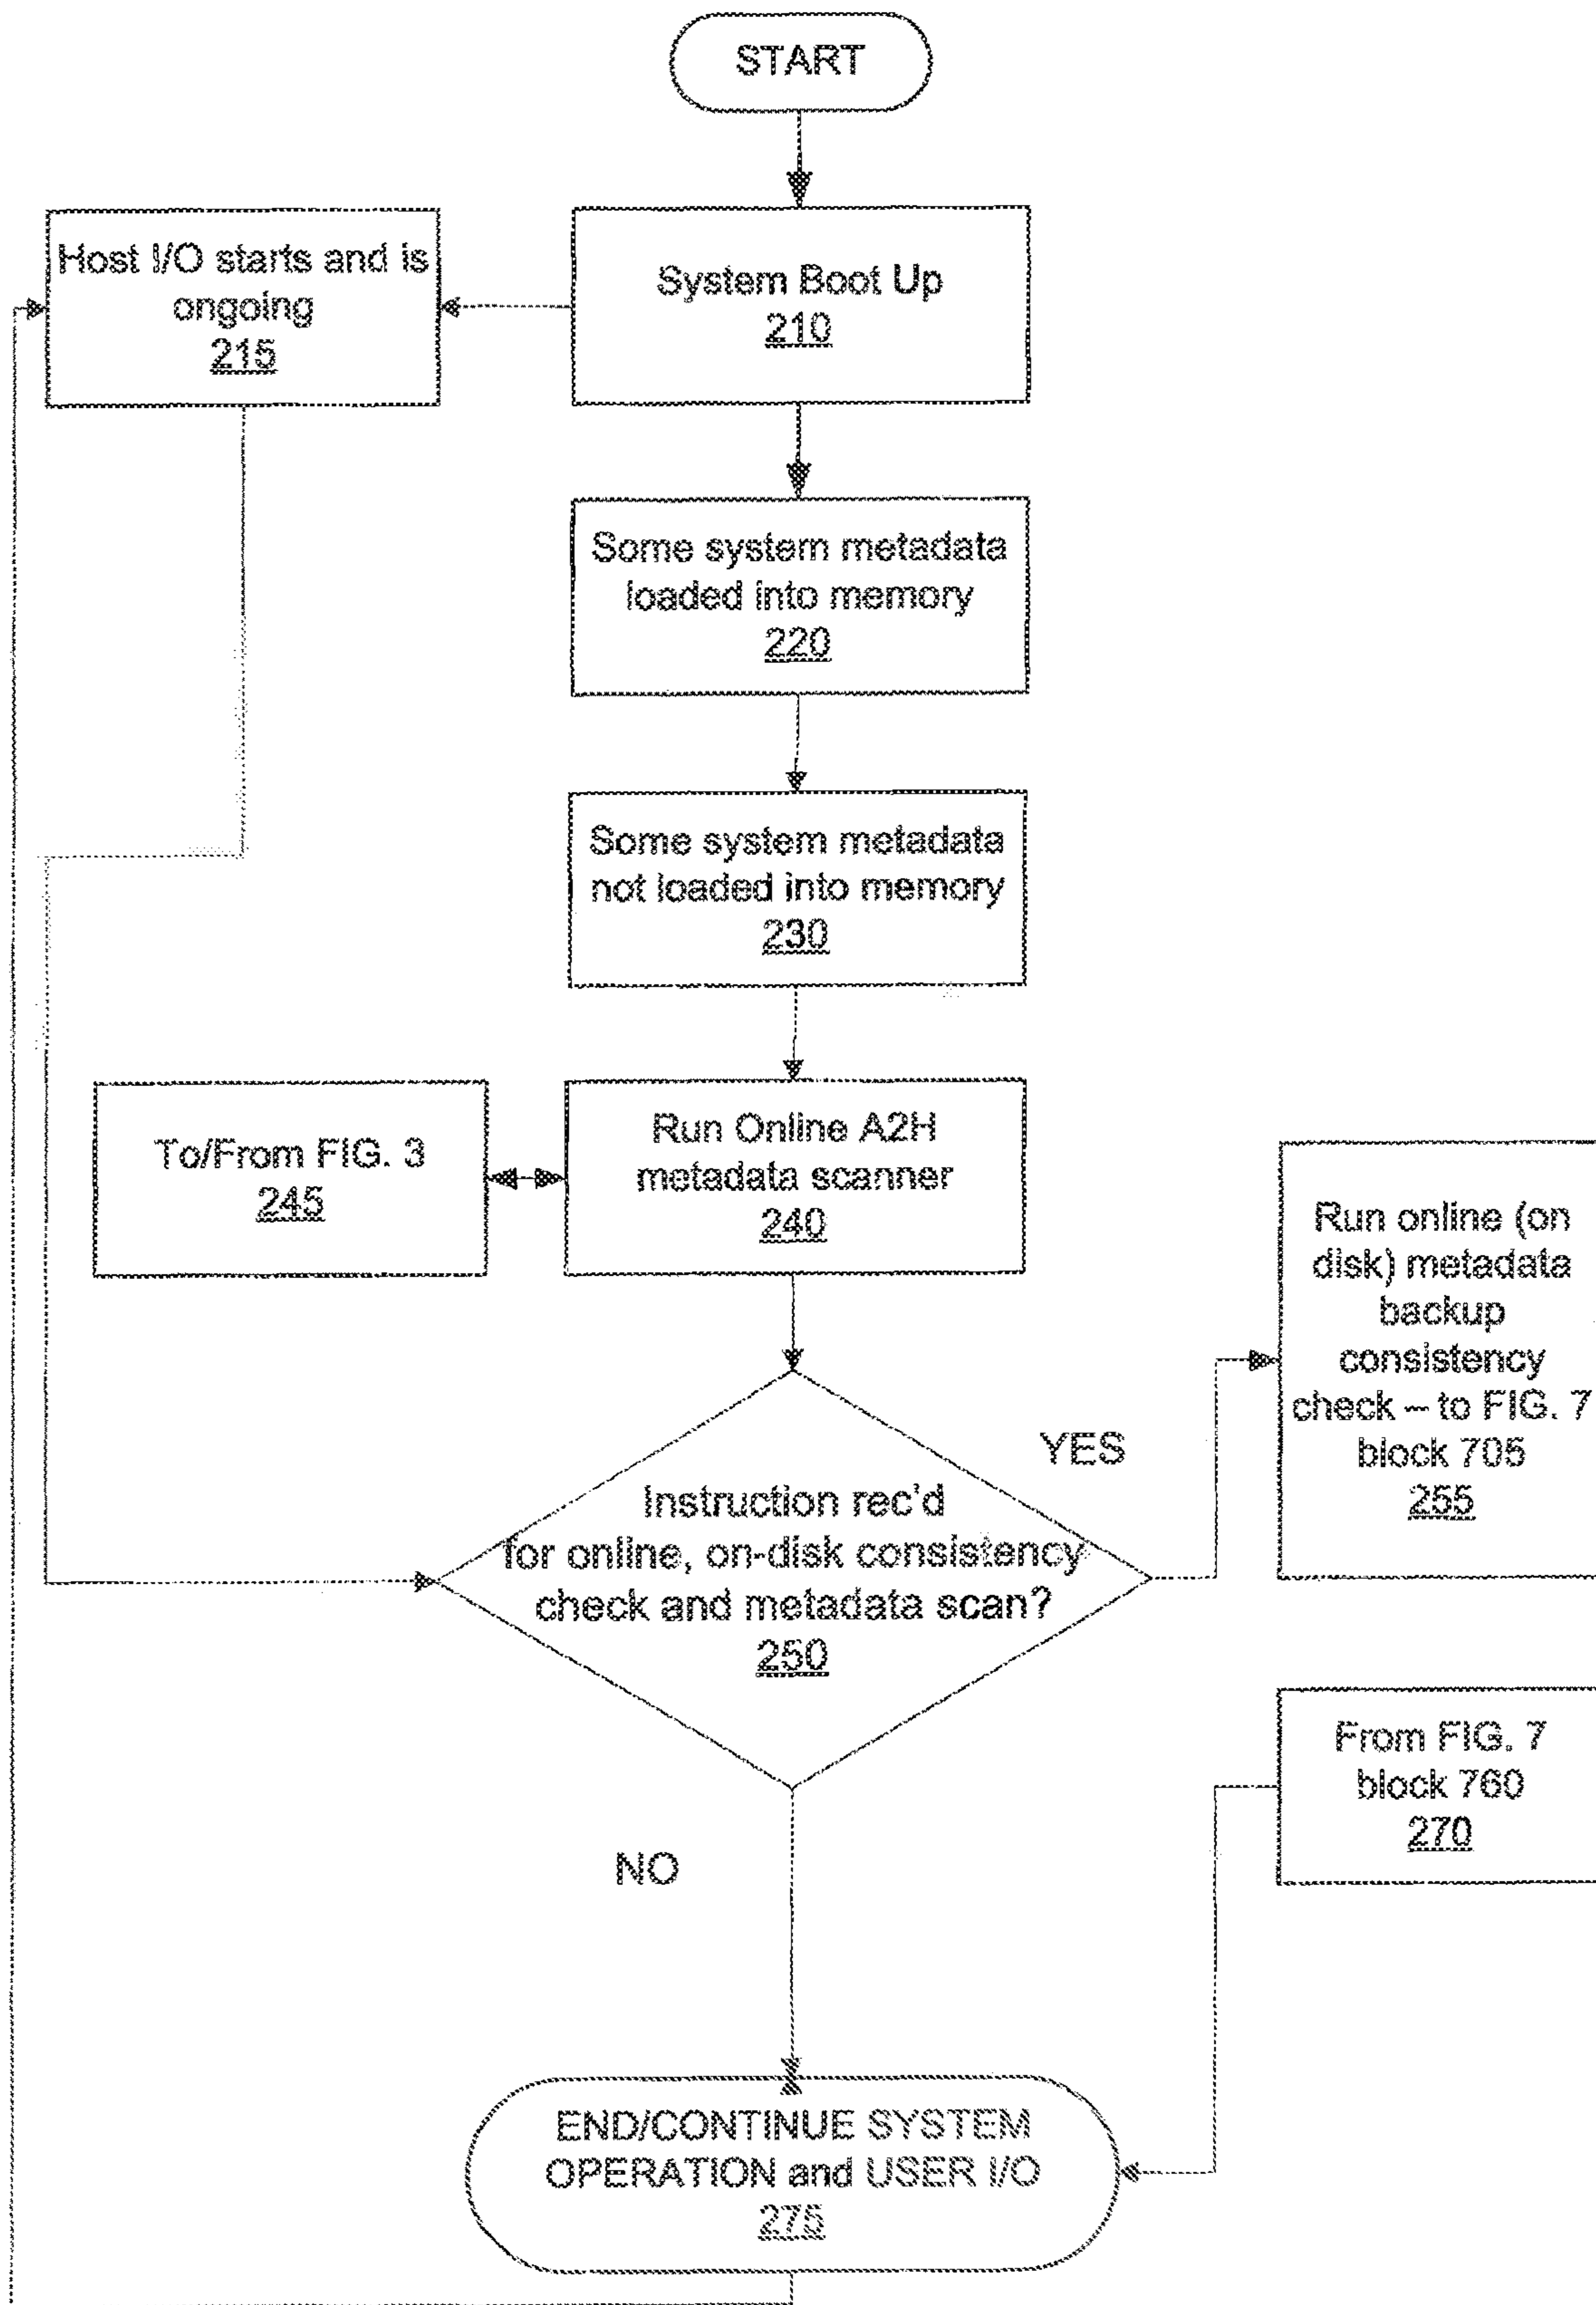 START
Host I/O starts and is
ongoing
215
System Boot Up
210
Some system metadata
loaded into memory
220
Some system metadata
not loaded into memory
230
To/From FIG. 3
245
Run Online A2H
metadata scanner
240
Run online (on
disk) metadata
backup
consistency
check – to FIG. 7
block 705
255
YES
Instruction rec'd
for online, on-disk consistency
check and metadata scan?
250
From FIG. 7
block 760
270
NO
END/CONTINUE SYSTEM
OPERATION and USER I/O
275